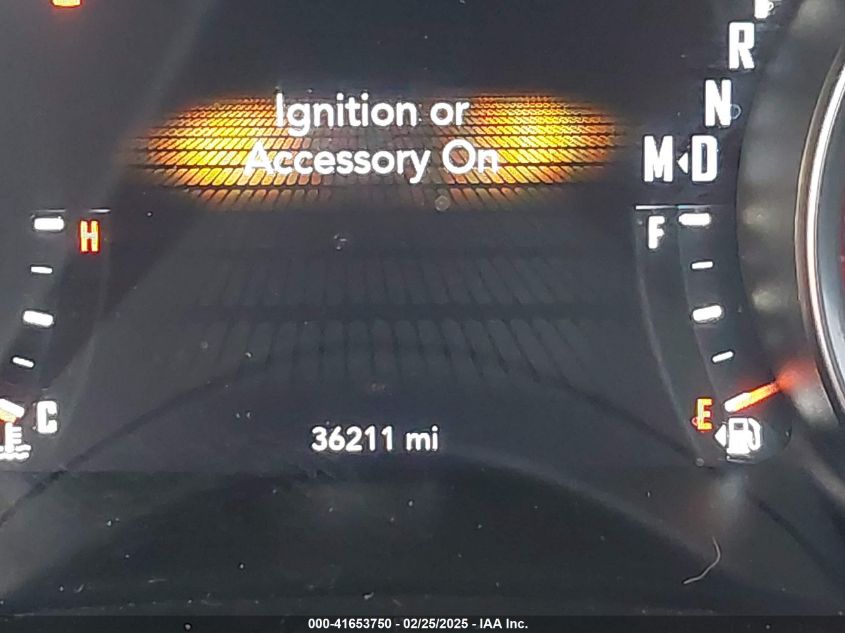 P
R
N
M◂D
Ignition or
Accessory On
H
F
C
E
36211 mi
000-41653750 - 02/25/2025 - IAA Inc.